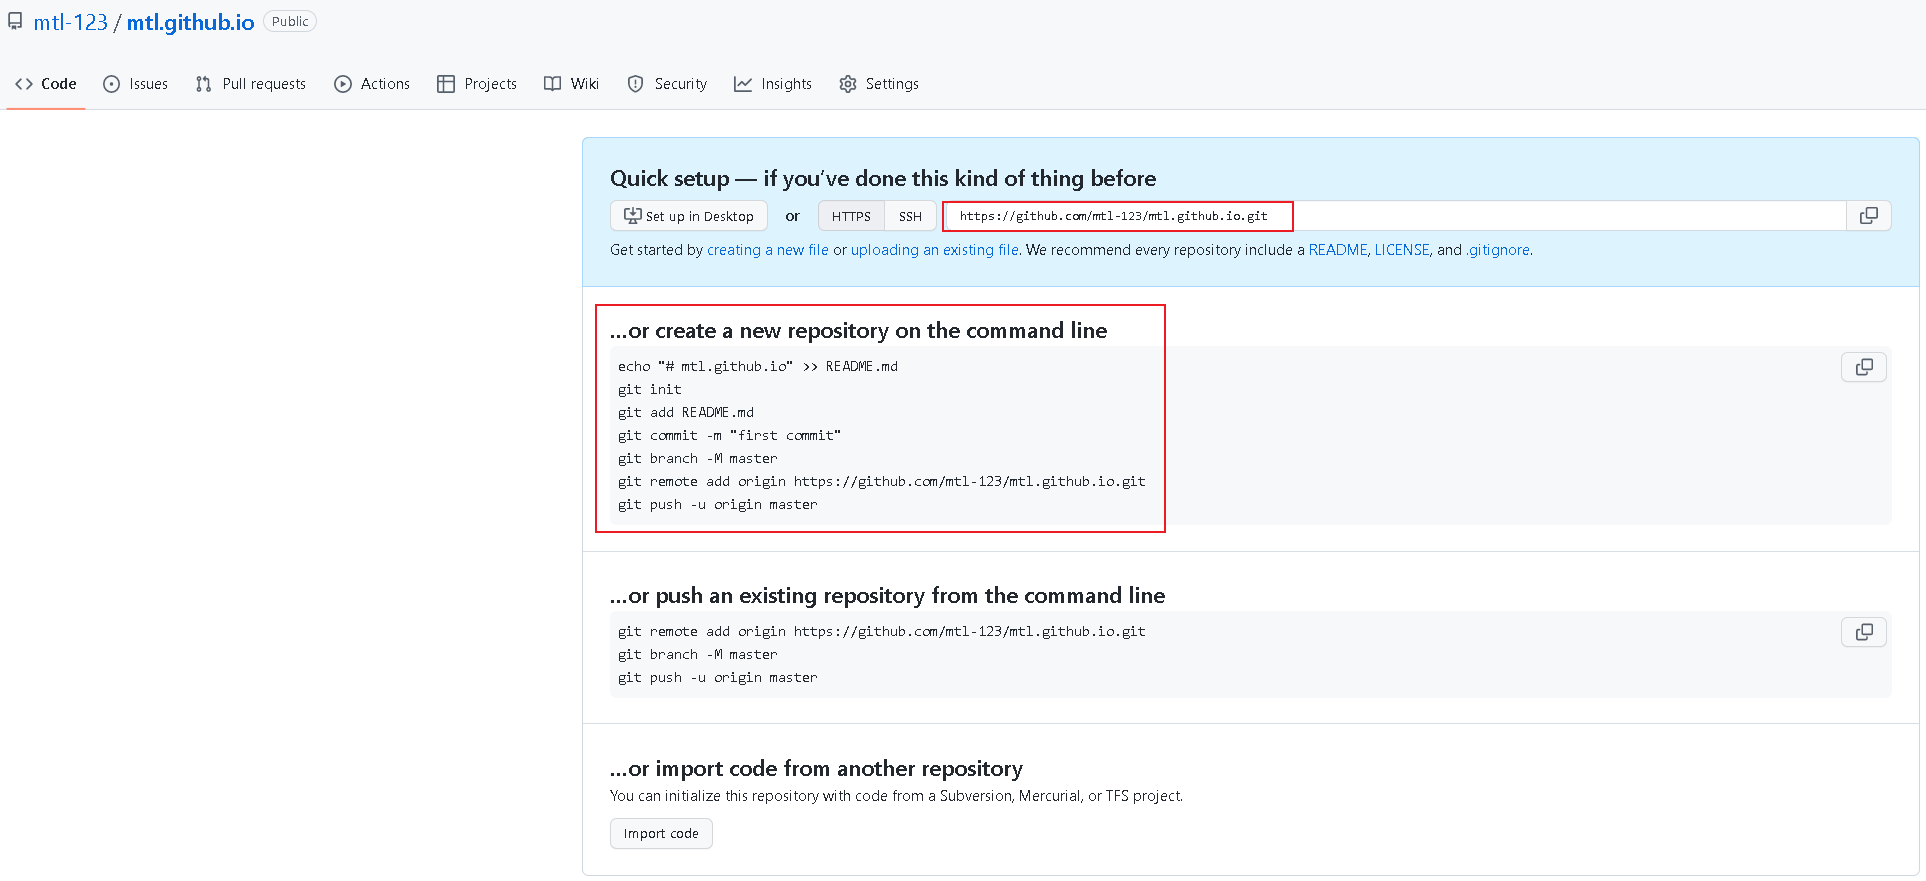 mtl-123 / mtl.github.io Public
Code Issues Pull requests Actions Projects Wiki Security Insights Settings
Quick setup — if you've done this kind of thing before
Set up in Desktop or HTTPS SSH https://github.com/mtl-123/mtl.github.io.git
Get started by creating a new file or uploading an existing file. We recommend every repository include a README, LICENSE, and .gitignore.
...or create a new repository on the command line
echo "# mtl.github.io" >> README.md
git init
git add README.md
git commit -m "first commit"
git branch -M master
git remote add origin https://github.com/mtl-123/mtl.github.io.git
git push -u origin master
...or push an existing repository from the command line
git remote add origin https://github.com/mtl-123/mtl.github.io.git
git branch -M master
git push -u origin master
...or import code from another repository
You can initialize this repository with code from a Subversion, Mercurial, or TFS project.
Import code